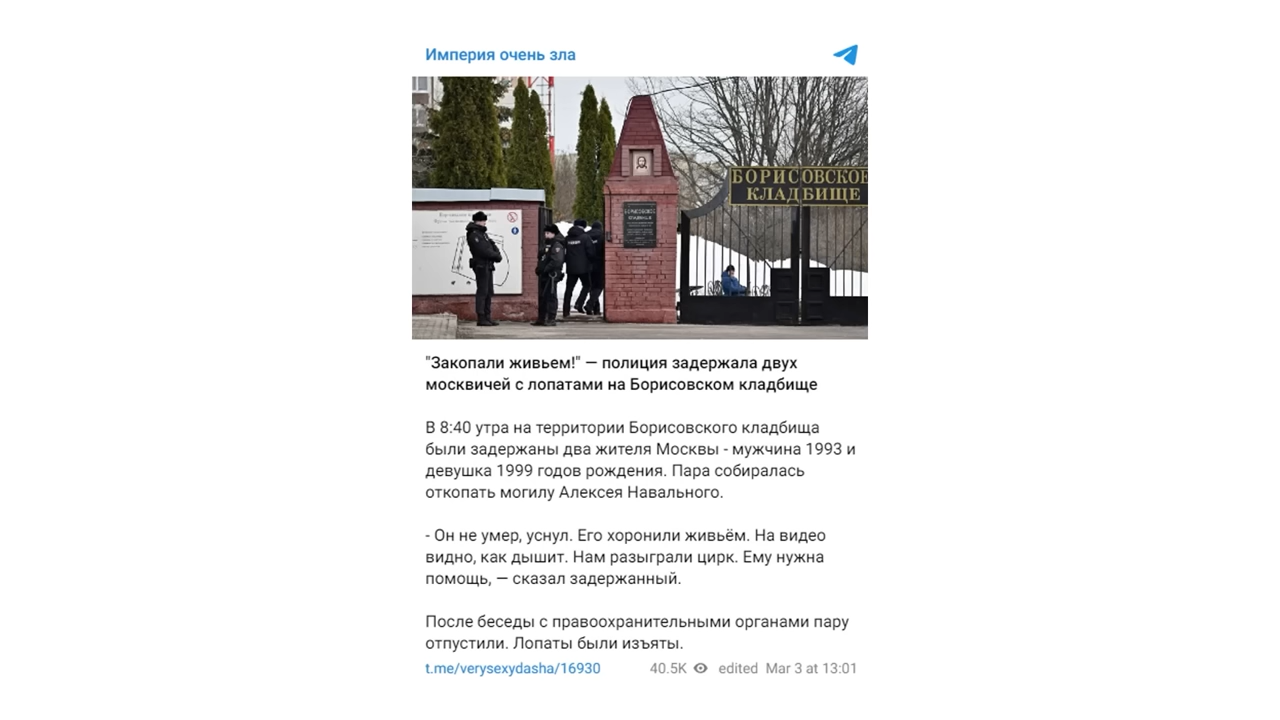 Империя очень зла
БОРИСОВСКОЕ
КЛАДБИЩЕ
БОРИСОВСКОЕ
КЛАДБИЩЕ
"Закопали живьем!" — полиция задержала двух
москвичей с лопатами на Борисовском кладбище
В 8:40 утра на территории Борисовского кладбища
были задержаны два жителя Москвы - мужчина 1993 и
девушка 1999 годов рождения. Пара собиралась
откопать могилу Алексея Навального.
- Он не умер, уснул. Его хоронили живьём. На видео
видно, как дышит. Нам разыграли цирк. Ему нужна
помощь, — сказал задержанный.
После беседы с правоохранительными органами пару
отпустили. Лопаты были изъяты.
t.me/verysexydasha/16930 40.5K edited Mar 3 at 13:01